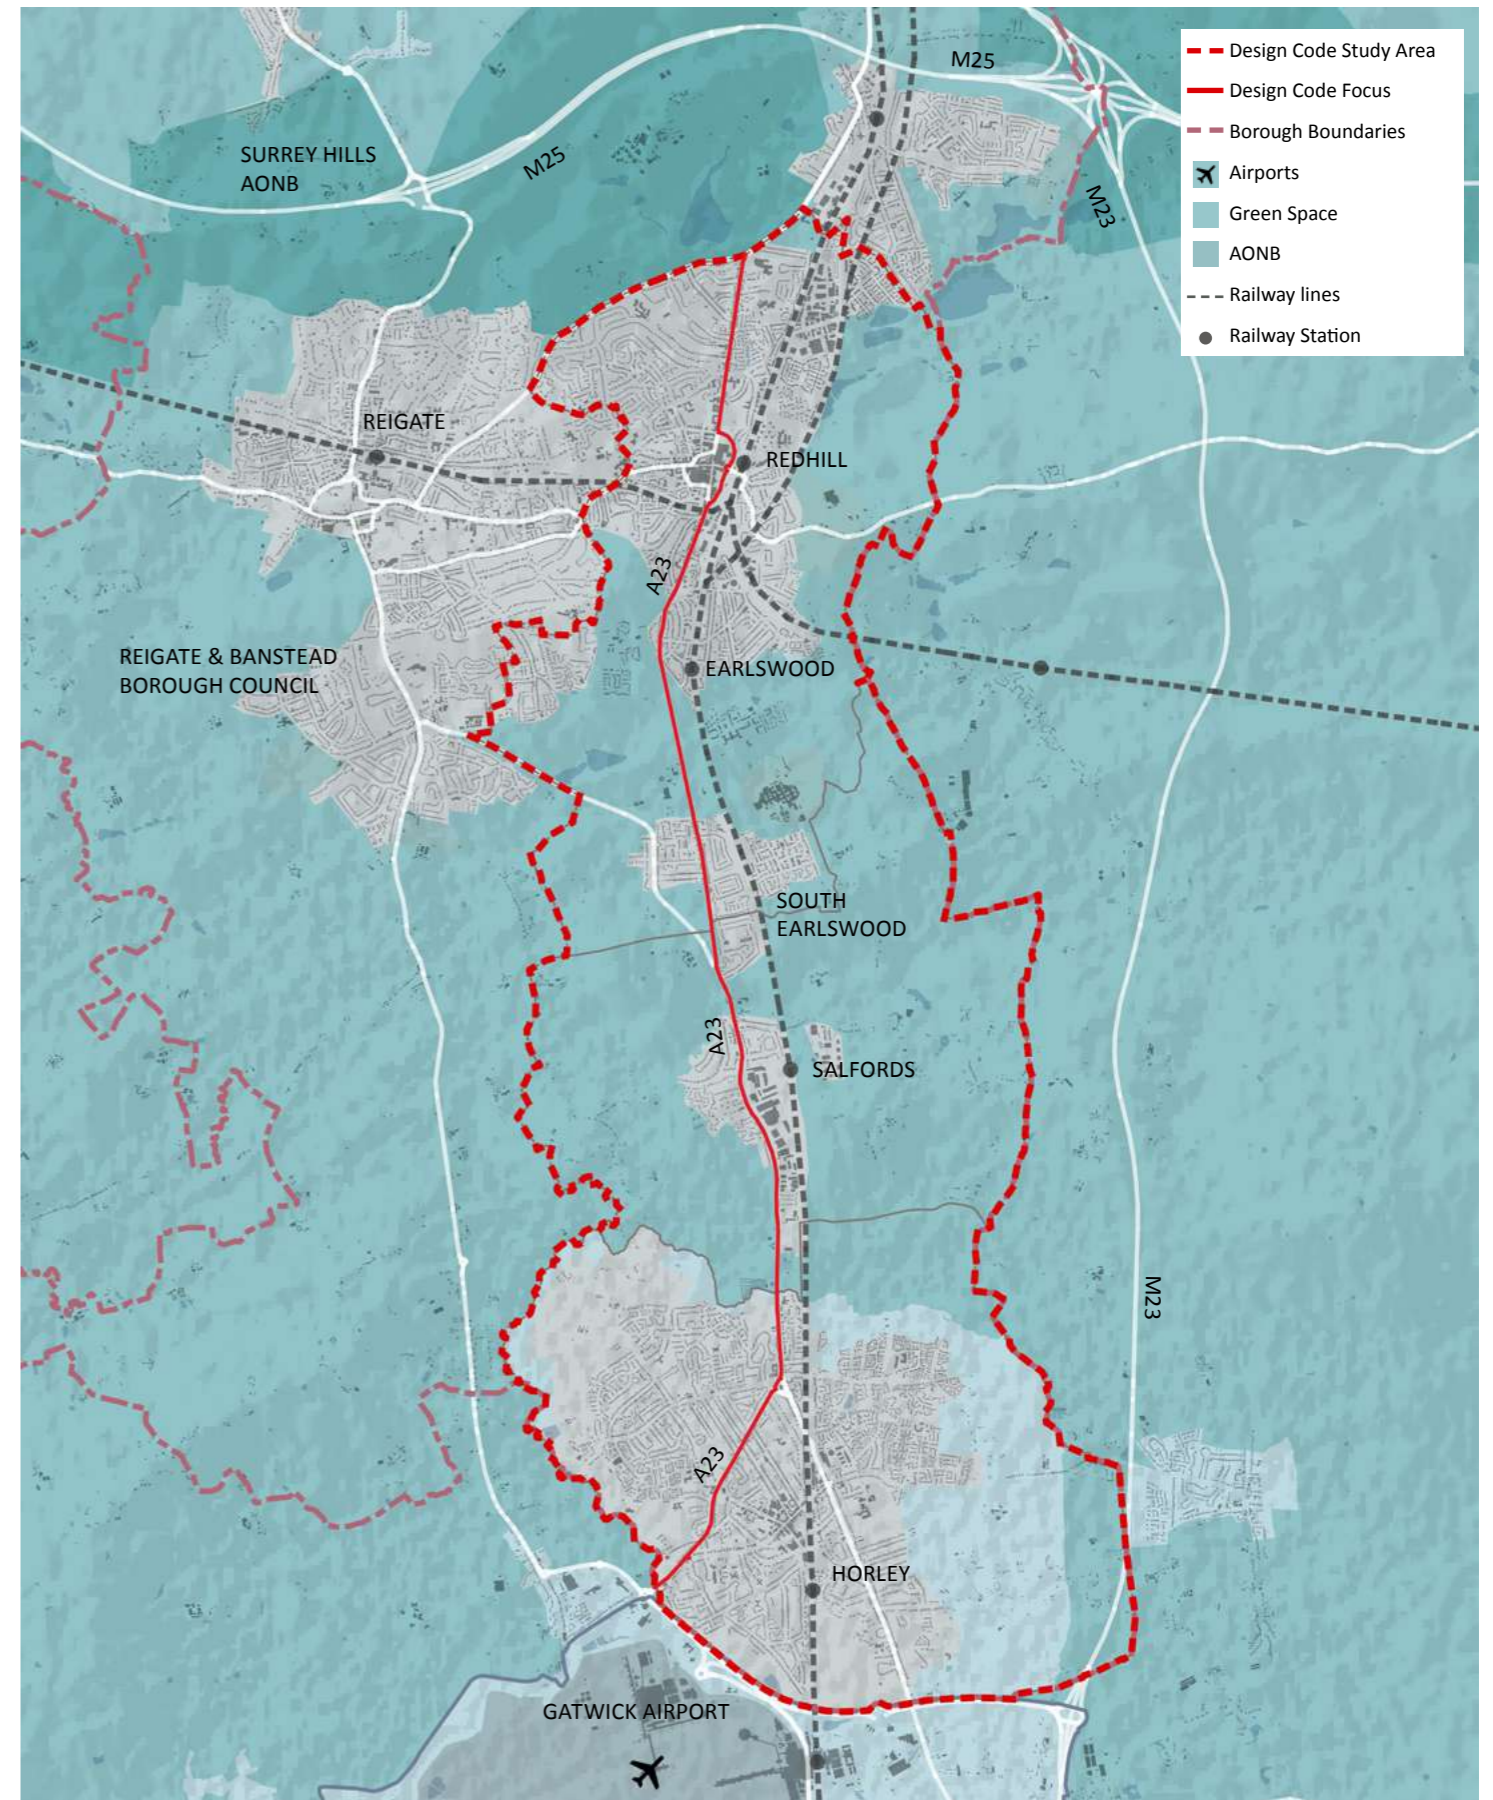 M25
Design Code Study Area
Design Code Focus
Borough Boundaries
Airports
Green Space
AONB
Railway lines
Railway Station
SURREY HILLS
AONB
M25
M23
REIGATE
REDHILL
A23
REIGATE & BANSTEAD
BOROUGH COUNCIL
EARLSWOOD
SOUTH
EARLSWOOD
A23
SALFORDS
M23
A23
HORLEY
GATWICK AIRPORT